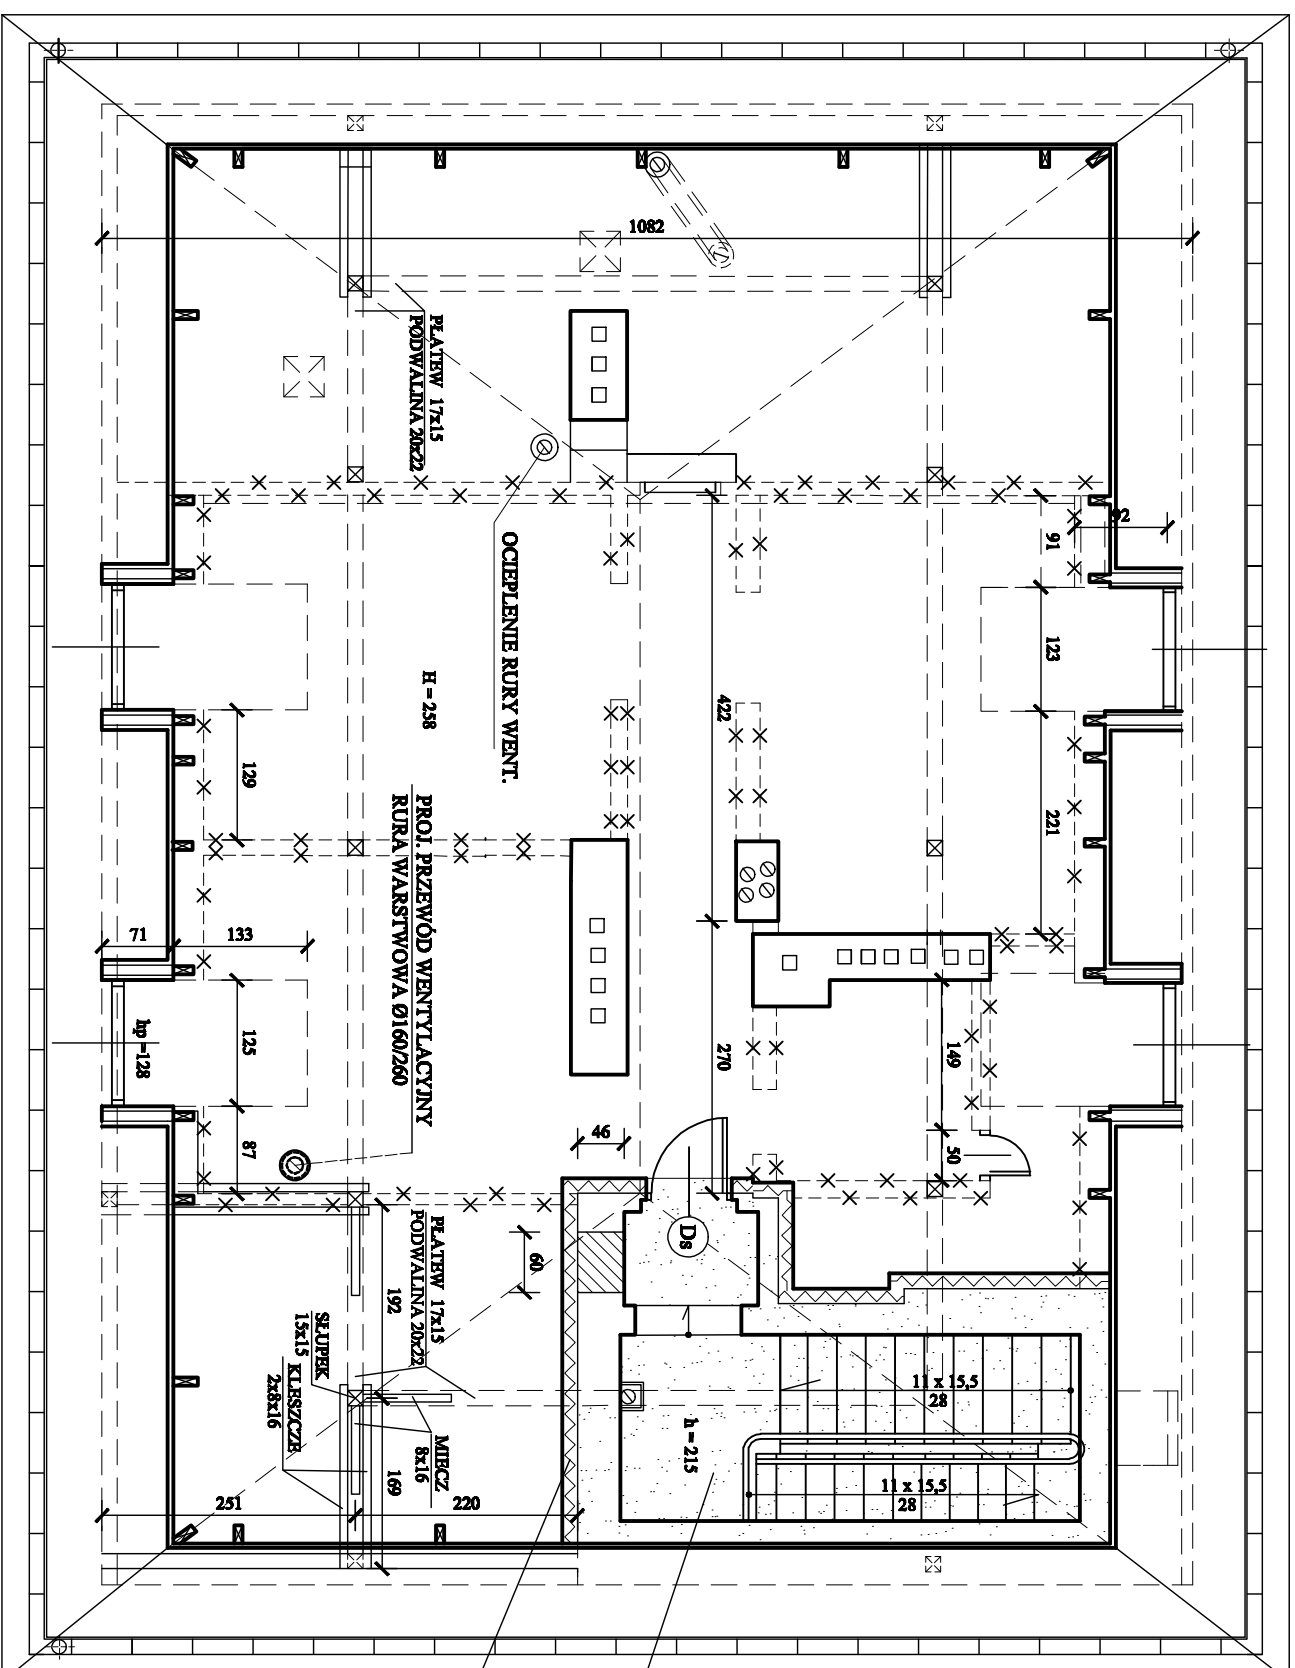 1082
PŁATEW 17x15
PODWALINA 20x22
92
91
OCIEPLENIE RURY WENT.
123
H = 258
422
129
221
PROJ. PRZEWÓD WENTYLACYJNY
RURA WARSTWOWA Ø160/260
71
133
hp =128
125
270
149
87
46
50
PŁATEW 17x15
PODWALINA 20x22
192
60
Ds
SŁUPEK
15x15
KLESZCZE
2x8x16
MIECZ
8x16
169
h = 215
11 x 15,5
28
11 x 15,5
28
251
220